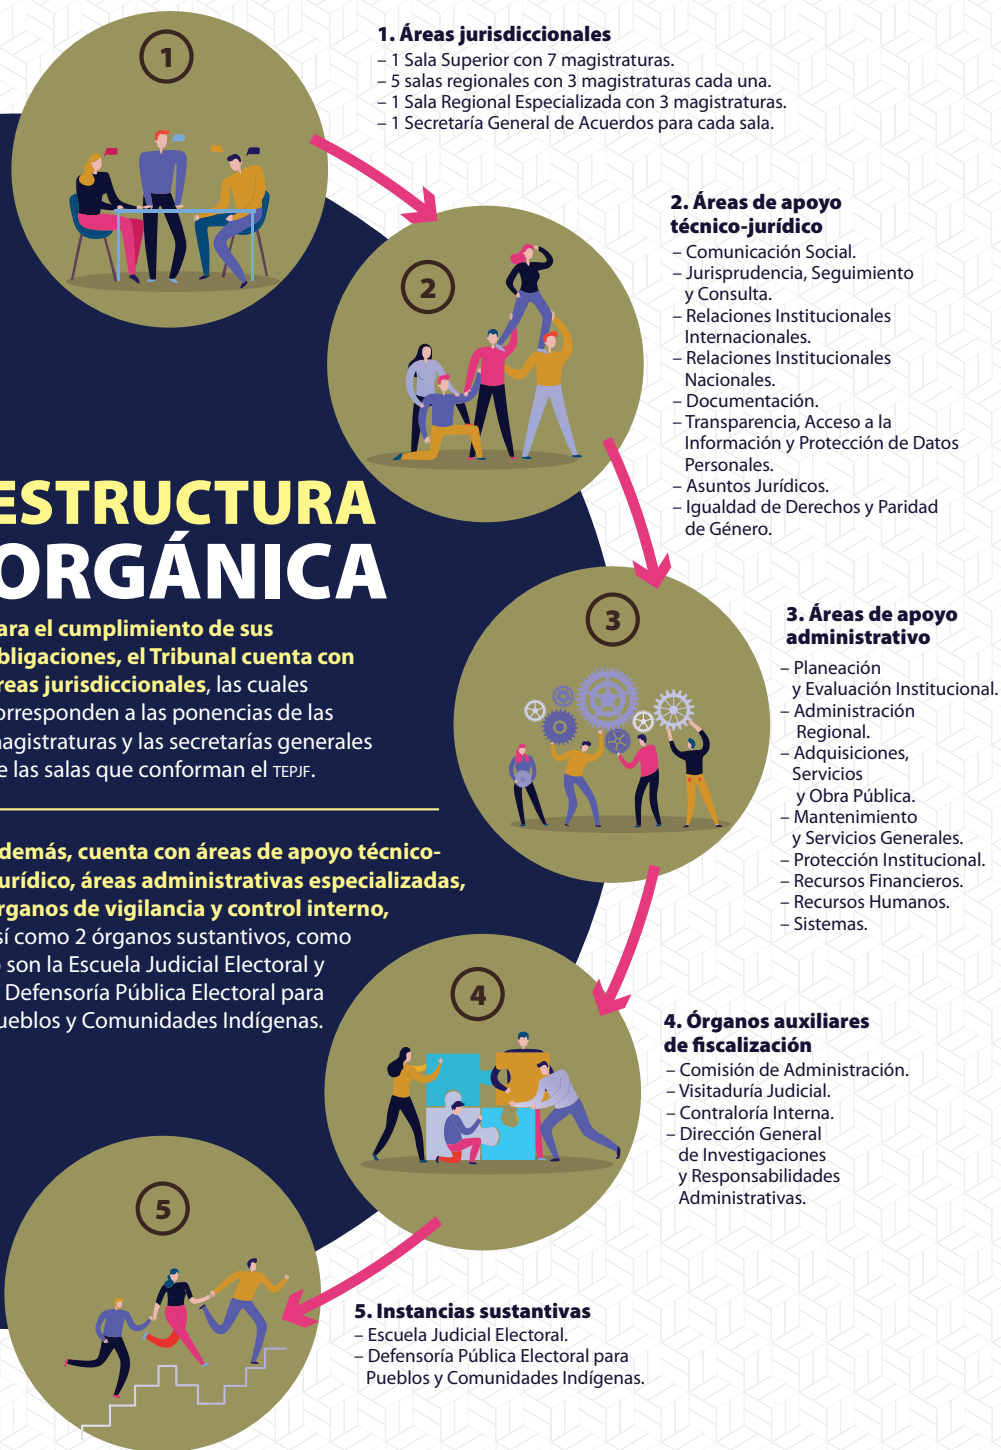 1
1. Áreas jurisdiccionales
– 1 Sala Superior con 7 magistraturas.
– 5 salas regionales con 3 magistraturas cada una.
– 1 Sala Regional Especializada con 3 magistraturas.
– 1 Secretaría General de Acuerdos para cada sala.
2
2. Áreas de apoyo
técnico-jurídico
– Comunicación Social.
– Jurisprudencia, Seguimiento
y Consulta.
– Relaciones Institucionales
Internacionales.
– Relaciones Institucionales
Nacionales.
– Documentación.
– Transparencia, Acceso a la
Información y Protección de Datos
Personales.
– Asuntos Jurídicos.
– Igualdad de Derechos y Paridad
de Género.
ESTRUCTURA
ORGÁNICA
ara el cumplimiento de sus
bligaciones, el Tribunal cuenta con
reas jurisdiccionales, las cuales
orresponden a las ponencias de las
nagistraturas y las secretarías generales
e las salas que conforman el TEPJF.
demás, cuenta con áreas de apoyo técnico-
urídico, áreas administrativas especializadas,
rganos de vigilancia y control interno,
sí como 2 órganos sustantivos, como
son la Escuela Judicial Electoral y
Defensoría Pública Electoral para
ueblos y Comunidades Indígenas.
3
3. Áreas de apoyo
administrativo
– Planeación
y Evaluación Institucional.
– Administración
Regional.
– Adquisiciones,
Servicios
y Obra Pública.
– Mantenimiento
y Servicios Generales.
– Protección Institucional.
– Recursos Financieros.
– Recursos Humanos.
– Sistemas.
4
4. Órganos auxiliares
de fiscalización
– Comisión de Administración.
– Visitaduría Judicial.
– Contraloría Interna.
– Dirección General
de Investigaciones
y Responsabilidades
Administrativas.
5
5. Instancias sustantivas
– Escuela Judicial Electoral.
– Defensoría Pública Electoral para
Pueblos y Comunidades Indígenas.